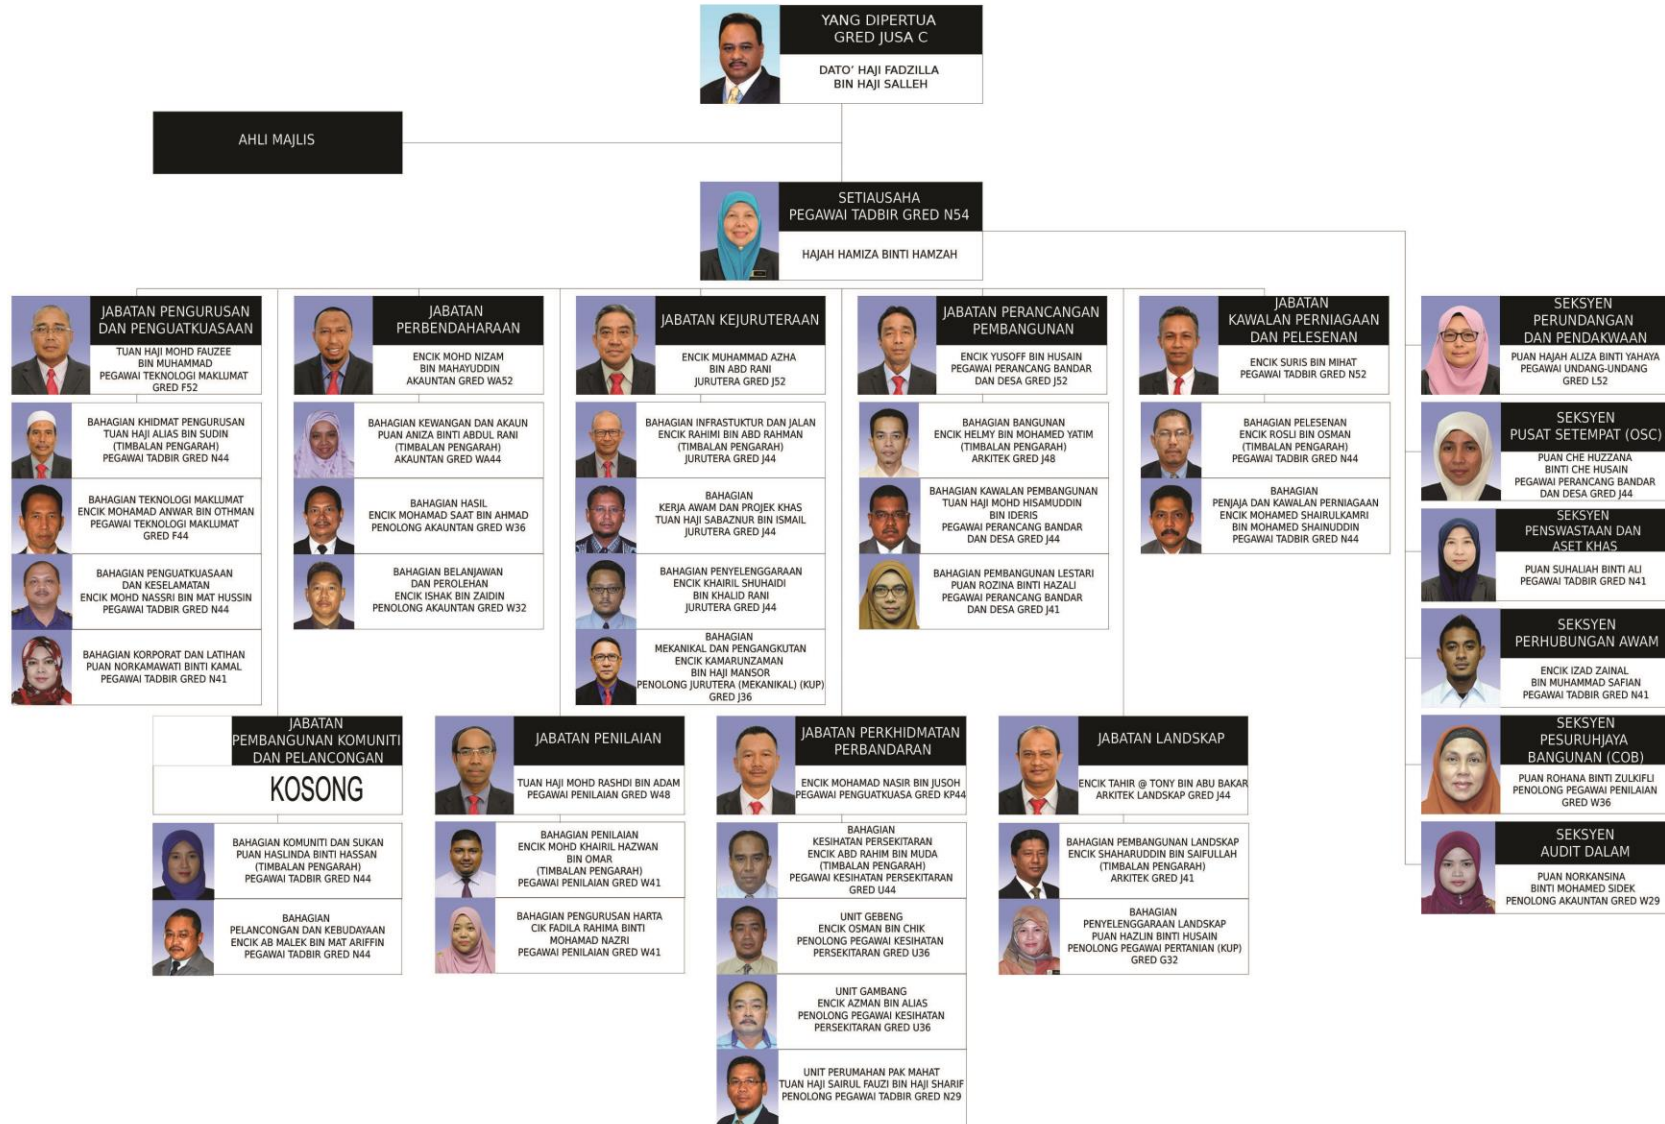 YANG DIPERTUA
GRED JUSA C
DATO' HAJI FADZILLA
BIN HAJI SALLEH
AHLI MAJLIS
SETIAUSAHA
PEGAWAI TADBIR GRED N54
HAJAH HAMIZA BINTI HAMZAH
JABATAN PENGURUSAN
DAN PENGUATKUASAAN
TUAN HAJI MOHD FAUZEE
BIN MUHAMMAD
PEGAWAI TEKNOLOGI MAKLUMAT
GRED F52
BAHAGIAN KHIDMAT PENGURUSAN
TUAN HAJI ALIAS BIN SUDIN
(TIMBALAN PENGARAH)
PEGAWAI TADBIR GRED N44
BAHAGIAN TEKNOLOGI MAKLUMAT
ENCIK MOHAMAD ANWAR BIN OTHMAN
PEGAWAI TEKNOLOGI MAKLUMAT
GRED F44
BAHAGIAN PENGUATKUASAAN
DAN KESELAMATAN
ENCIK MOHD NASSRI BIN MAT HUSSIN
PEGAWAI TADBIR GRED N44
BAHAGIAN KORPORAT DAN LATIHAN
PUAN NORKAMAWATI BINTI KAMAL
PEGAWAI TADBIR GRED N41
JABATAN
PERBENDAHARAAN
ENCIK MOHD NIZAM
BIN MAHAYUDDIN
AKAUNTAN GRED WA52
BAHAGIAN KEWANGAN DAN AKAUN
PUAN ANIZA BINTI ABDUL RANI
(TIMBALAN PENGARAH)
AKAUNTAN GRED WA44
BAHAGIAN HASIL
ENCIK MOHAMAD SAAT BIN AHMAD
PENOLONG AKAUNTAN GRED W36
BAHAGIAN BELANJAWAN
DAN PEROLEHAN
ENCIK ISHAK BIN ZAIDIN
PENOLONG AKAUNTAN GRED W32
JABATAN KEJURUTERAAN
ENCIK MUHAMMAD AZHA
BIN ABD RANI
JURUTERA GRED J52
BAHAGIAN INFRASTUKTUR DAN JALAN
ENCIK RAHIMI BIN ABD RAHMAN
(TIMBALAN PENGARAH)
JURUTERA GRED J44
BAHAGIAN
KERJA AWAM DAN PROJEK KHAS
TUAN HAJI SABAZNUR BIN ISMAIL
JURUTERA GRED J44
BAHAGIAN PENYELENGGARAAN
ENCIK KHAIRIL SHUHAIDI
BIN KHALID RANI
JURUTERA GRED J44
BAHAGIAN
MEKANIKAL DAN PENGANGKUTAN
ENCIK KAMARUNZAMAN
BIN HAJI MANSOR
PENOLONG JURUTERA (MEKANIKAL) (KUP)
GRED J36
JABATAN PERANCANGAN
PEMBANGUNAN
ENCIK YUSOFF BIN HUSAIN
PEGAWAI PERANCANG BANDAR
DAN DESA GRED J52
BAHAGIAN BANGUNAN
ENCIK HELMY BIN MOHAMED YATIM
(TIMBALAN PENGARAH)
ARKITEK GRED J48
BAHAGIAN KAWALAN PEMBANGUNAN
TUAN HAJI MOHD HISAMUDDIN
BIN IDERIS
PEGAWAI PERANCANG BANDAR
DAN DESA GRED J44
BAHAGIAN PEMBANGUNAN LESTARI
PUAN ROZINA BINTI HAZALI
PEGAWAI PERANCANG BANDAR
DAN DESA GRED J41
JABATAN
KAWALAN PERNIAGAAN
DAN PELESENAN
ENCIK SURIS BIN MIHAT
PEGAWAI TADBIR GRED N52
BAHAGIAN PELESENAN
ENCIK ROSLI BIN OSMAN
(TIMBALAN PENGARAH)
PEGAWAI TADBIR GRED N44
BAHAGIAN
PENJAJA DAN KAWALAN PERNIAGAAN
ENCIK MOHAMED SHAIRULKAMRI
BIN MOHAMED SHAINUDDIN
PEGAWAI TADBIR GRED N44
SEKSYEN
PERUNDANGAN
DAN PENDAKWAAN
PUAN HAJAH ALIZA BINTI YAHAYA
PEGAWAI UNDANG-UNDANG
GRED L52
SEKSYEN
PUSAT SETEMPAT (OSC)
PUAN CHE HUZZANA
BINTI CHE HUSAIN
PEGAWAI PERANCANG BANDAR
DAN DESA GRED J44
SEKSYEN
PENSWASTAAN DAN
ASET KHAS
PUAN SUHALIAH BINTI ALI
PEGAWAI TADBIR GRED N41
SEKSYEN
PERHUBUNGAN AWAM
ENCIK IZAD ZAINAL
BIN MUHAMMAD SAFIAN
PEGAWAI TADBIR GRED N41
SEKSYEN
PESURUHJAYA
BANGUNAN (COB)
PUAN ROHANA BINTI ZULKIFLI
PENOLONG PEGAWAI PENILAIAN
GRED W36
SEKSYEN
AUDIT DALAM
PUAN NORKANSINA
BINTI MOHAMED SIDEK
PENOLONG AKAUNTAN GRED W29
JABATAN
PEMBANGUNAN KOMUNITI
DAN PELANCONGAN
KOSONG
BAHAGIAN KOMUNITI DAN SUKAN
PUAN HASLINDA BINTI HASSAN
(TIMBALAN PENGARAH)
PEGAWAI TADBIR GRED N44
BAHAGIAN
PELANCONGAN DAN KEBUDAYAAN
ENCIK AB MALEK BIN MAT ARIFFIN
PEGAWAI TADBIR GRED N44
JABATAN PENILAIAN
TUAN HAJI MOHD RASHDI BIN ADAM
PEGAWAI PENILAIAN GRED W48
BAHAGIAN PENILAIAN
ENCIK MOHD KHAIRIL HAZWAN
BIN OMAR
(TIMBALAN PENGARAH)
PEGAWAI PENILAIAN GRED W41
BAHAGIAN PENGURUSAN HARTA
CIK FADILA RAHIMA BINTI
MOHAMAD NAZRI
PEGAWAI PENILAIAN GRED W41
JABATAN PERKHIDMATAN
PERBANDARAN
ENCIK MOHAMAD NASIR BIN JUSOH
PEGAWAI PENGUATKUASA GRED KP44
BAHAGIAN
KESIHATAN PERSEKITARAN
ENCIK ABD RAHIM BIN MUDA
(TIMBALAN PENGARAH)
PEGAWAI KESIHATAN PERSEKITARAN
GRED U44
UNIT GEBENG
ENCIK OSMAN BIN CHIK
PENOLONG PEGAWAI KESIHATAN
PERSEKITARAN GRED U36
UNIT GAMBANG
ENCIK AZMAN BIN ALIAS
PENOLONG PEGAWAI KESIHATAN
PERSEKITARAN GRED U36
UNIT PERUMAHAN PAK MAHAT
TUAN HAJI SAIRUL FAUZI BIN HAJI SHARIF
PENOLONG PEGAWAI TADBIR GRED N29
JABATAN LANDSKAP
ENCIK TAHIR @ TONY BIN ABU BAKAR
ARKITEK LANDSKAP GRED J44
BAHAGIAN PEMBANGUNAN LANDSKAP
ENCIK SHAHARUDDIN BIN SAIFULLAH
(TIMBALAN PENGARAH)
ARKITEK GRED J41
BAHAGIAN
PENYELENGGARAAN LANDSKAP
PUAN HAZLIN BINTI HUSAIN
PENOLONG PEGAWAI PERTANIAN (KUP)
GRED G32